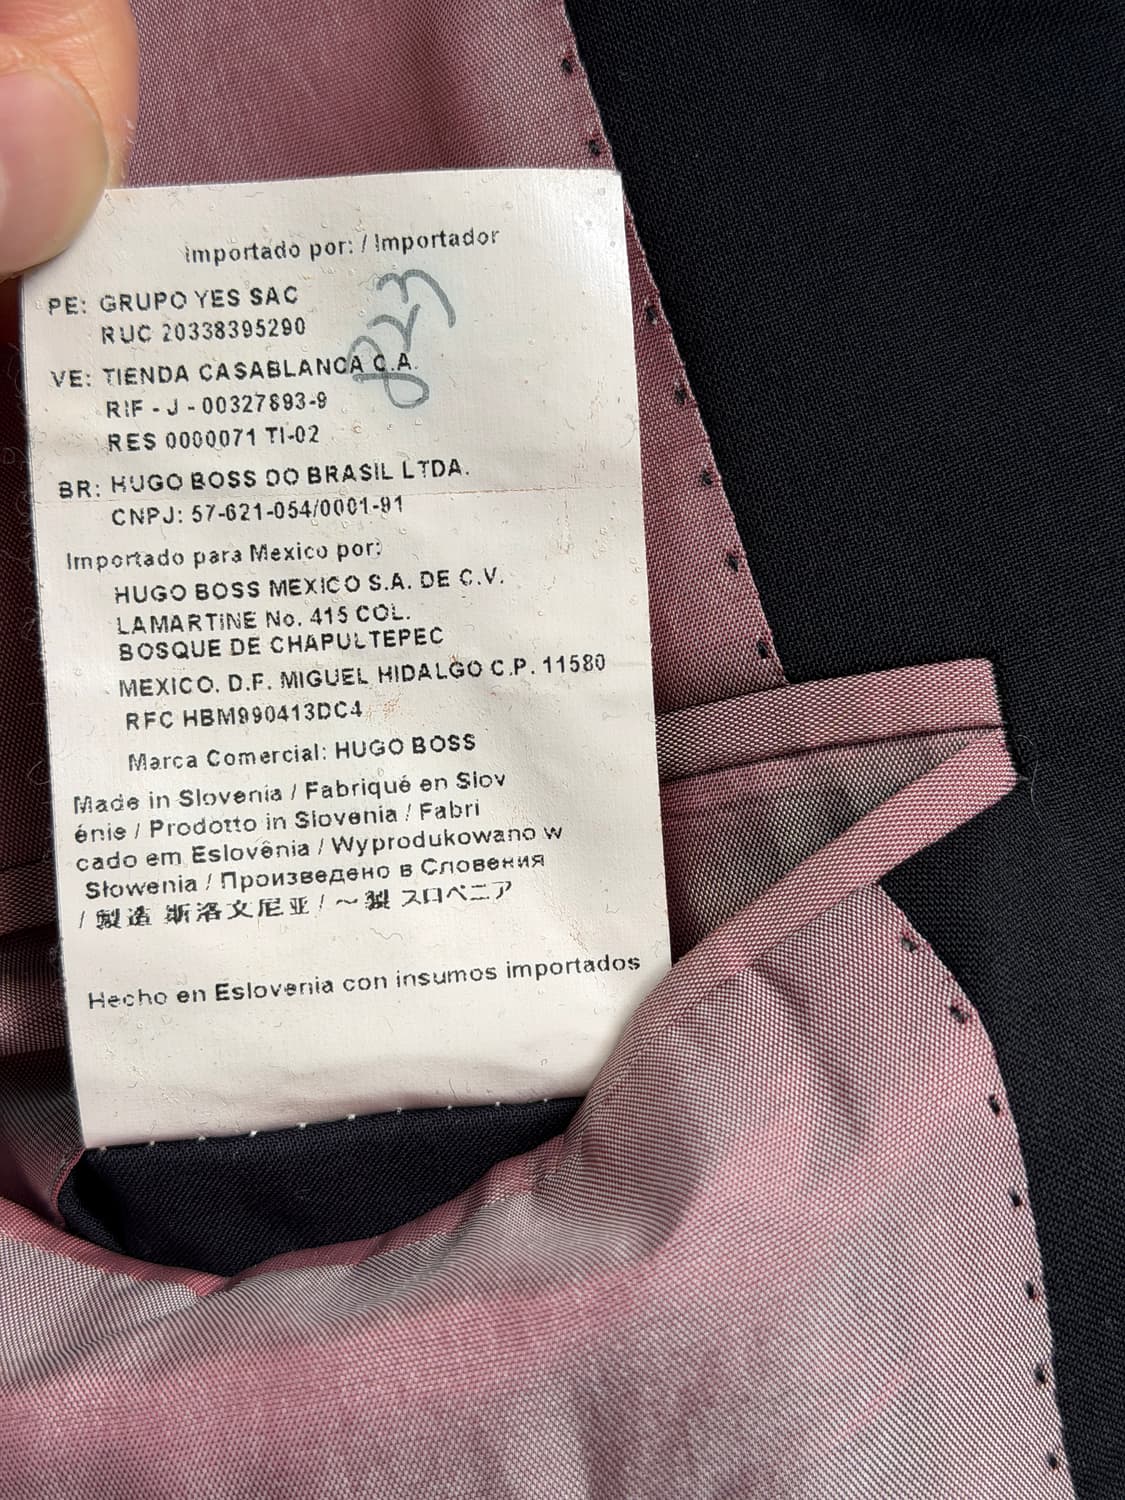 Importado por: / Importador
PE: GRUPO YES SAC
RUC 20338395290
827
VE: TIENDA CASABLANCA C.A.
RIF - J - 00327893-9
RES 0000071 TI-02
BR: HUGO BOSS DO BRASIL LTDA.
CNPJ: 57-621-054/0001-91
Importado para Mexico por:
HUGO BOSS MEXICO S.A. DE C.V.
LAMARTINE No. 415 COL.
BOSQUE DE CHAPULTEPEC
MEXICO. D.F. MIGUEL HIDALGO C.P. 11580
RFC HBM990413DC4
Marca Comercial: HUGO BOSS
Made in Slovenia / Fabriqué en Slov
énie / Prodotto in Slovenia / Fabri
cado em Eslovênia / Wyprodukowano w
Słowenia / Произведено в Словения
/ 製造 斯洛文尼亚 / ～製 スロベニア
Hecho en Eslovenia con insumos importados